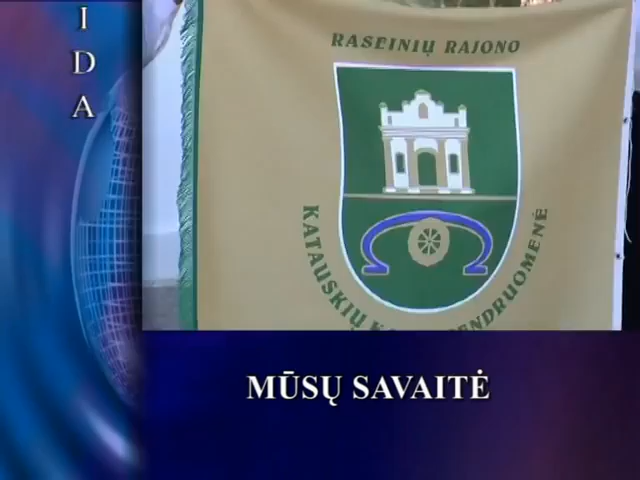 I
D
A
RASEINIŲ RAJONO
KATAUSKIŲ
MŪSŲ SAVAITĖ